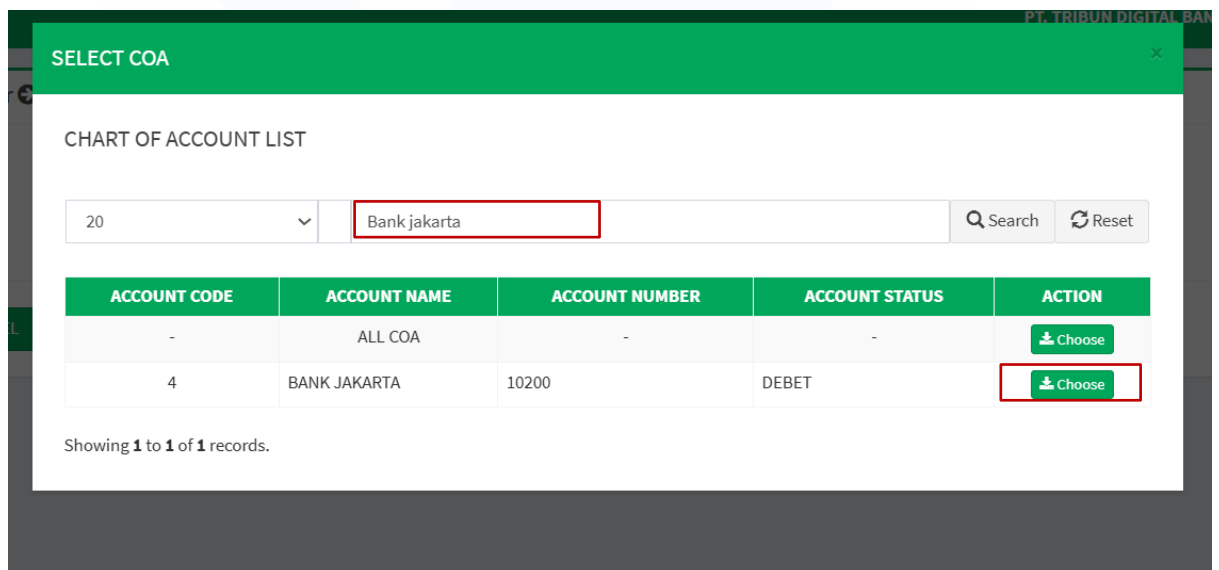 PT. TRIBUN DIGITAL BAN
SELECT COA ×
r
CHART OF ACCOUNT LIST
20 Bank jakarta Search Reset
ACCOUNT CODE ACCOUNT NAME ACCOUNT NUMBER ACCOUNT STATUS ACTION
- ALL COA - - Choose
4 BANK JAKARTA 10200 DEBET Choose
EL
Showing 1 to 1 of 1 records.